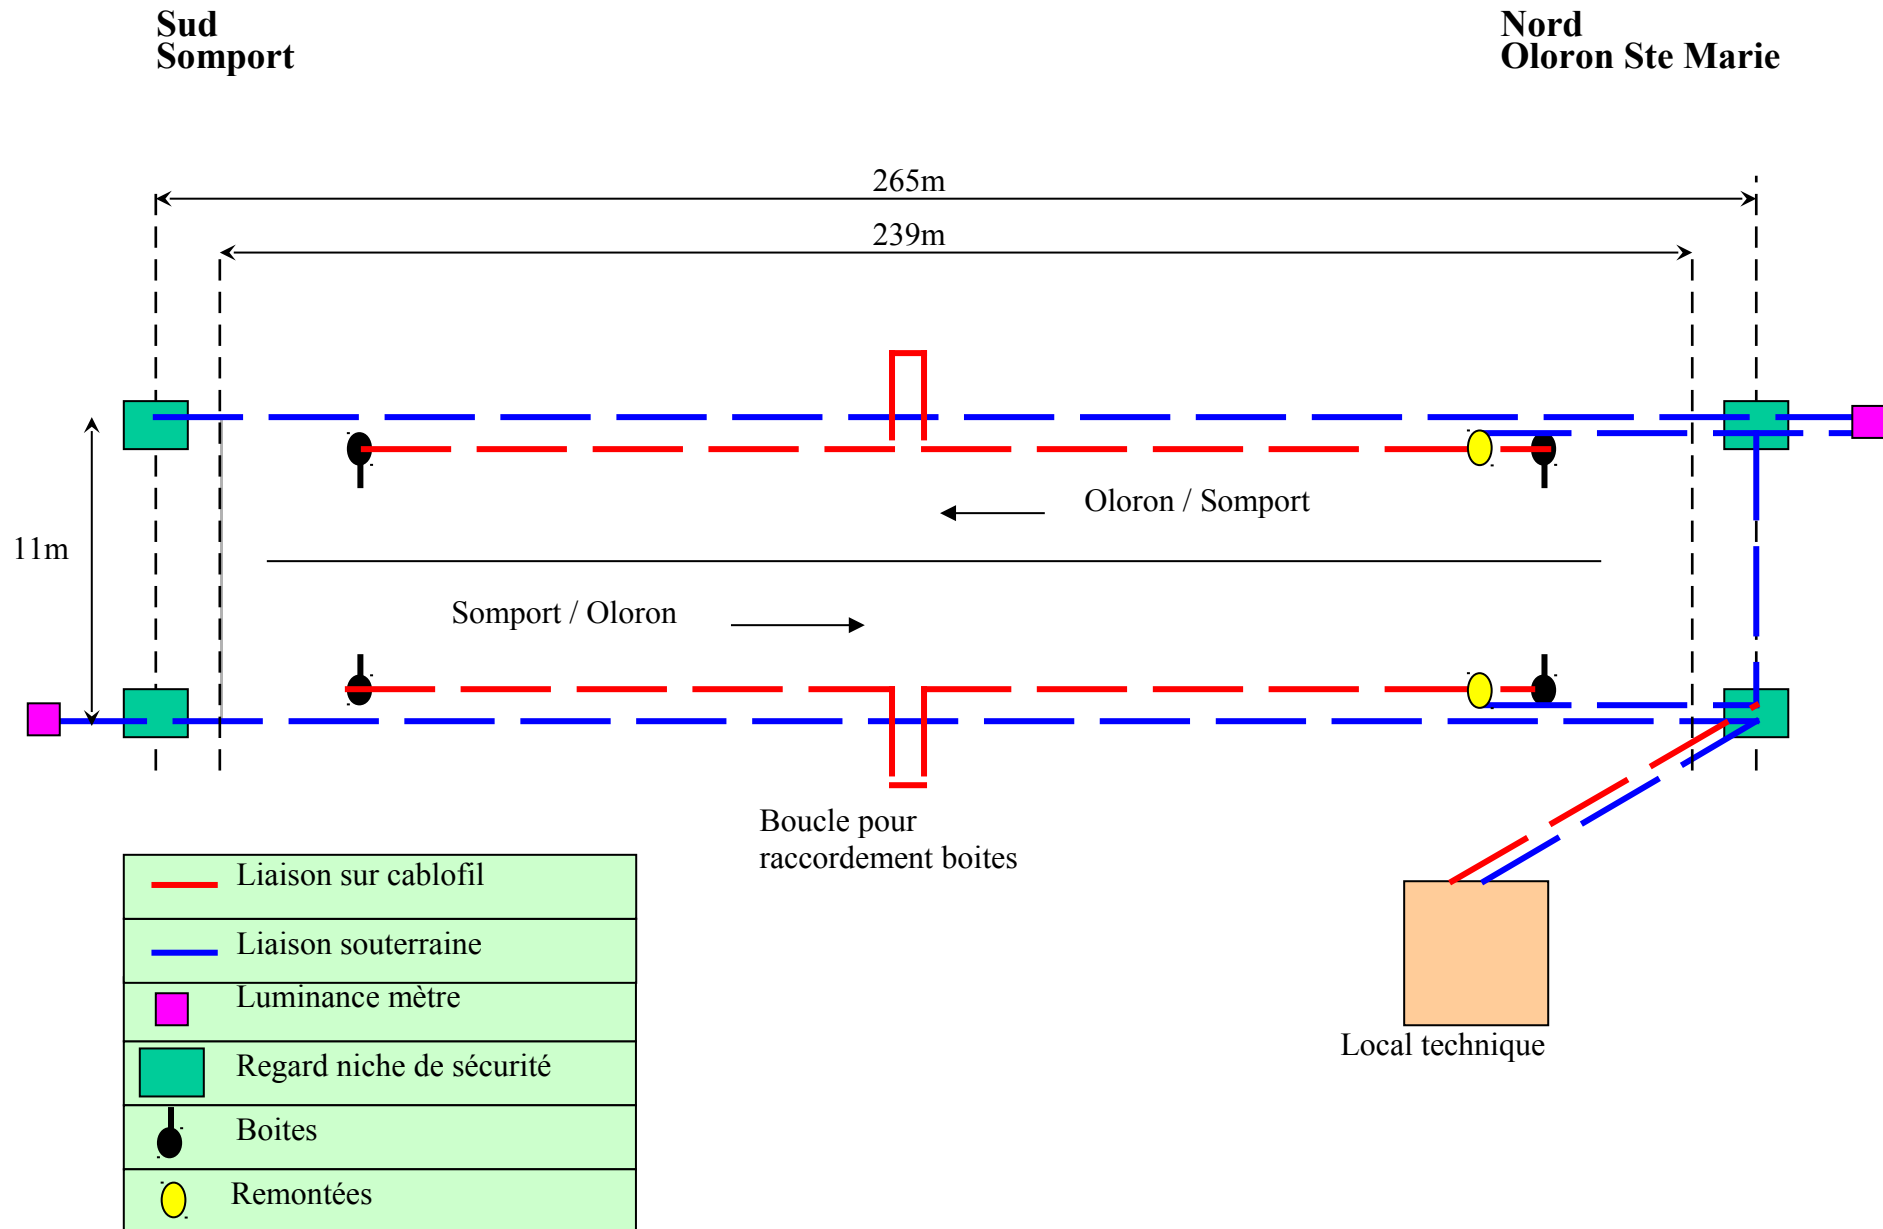 Sud
Somport
Nord
Oloron Ste Marie
265m
239m
Oloron / Somport
11m
Somport / Oloron
Boucle pour
raccordement boites
Liaison sur cablofil
Liaison souterraine
Luminance mètre
Regard niche de sécurité
Boites
Remontées
Local technique